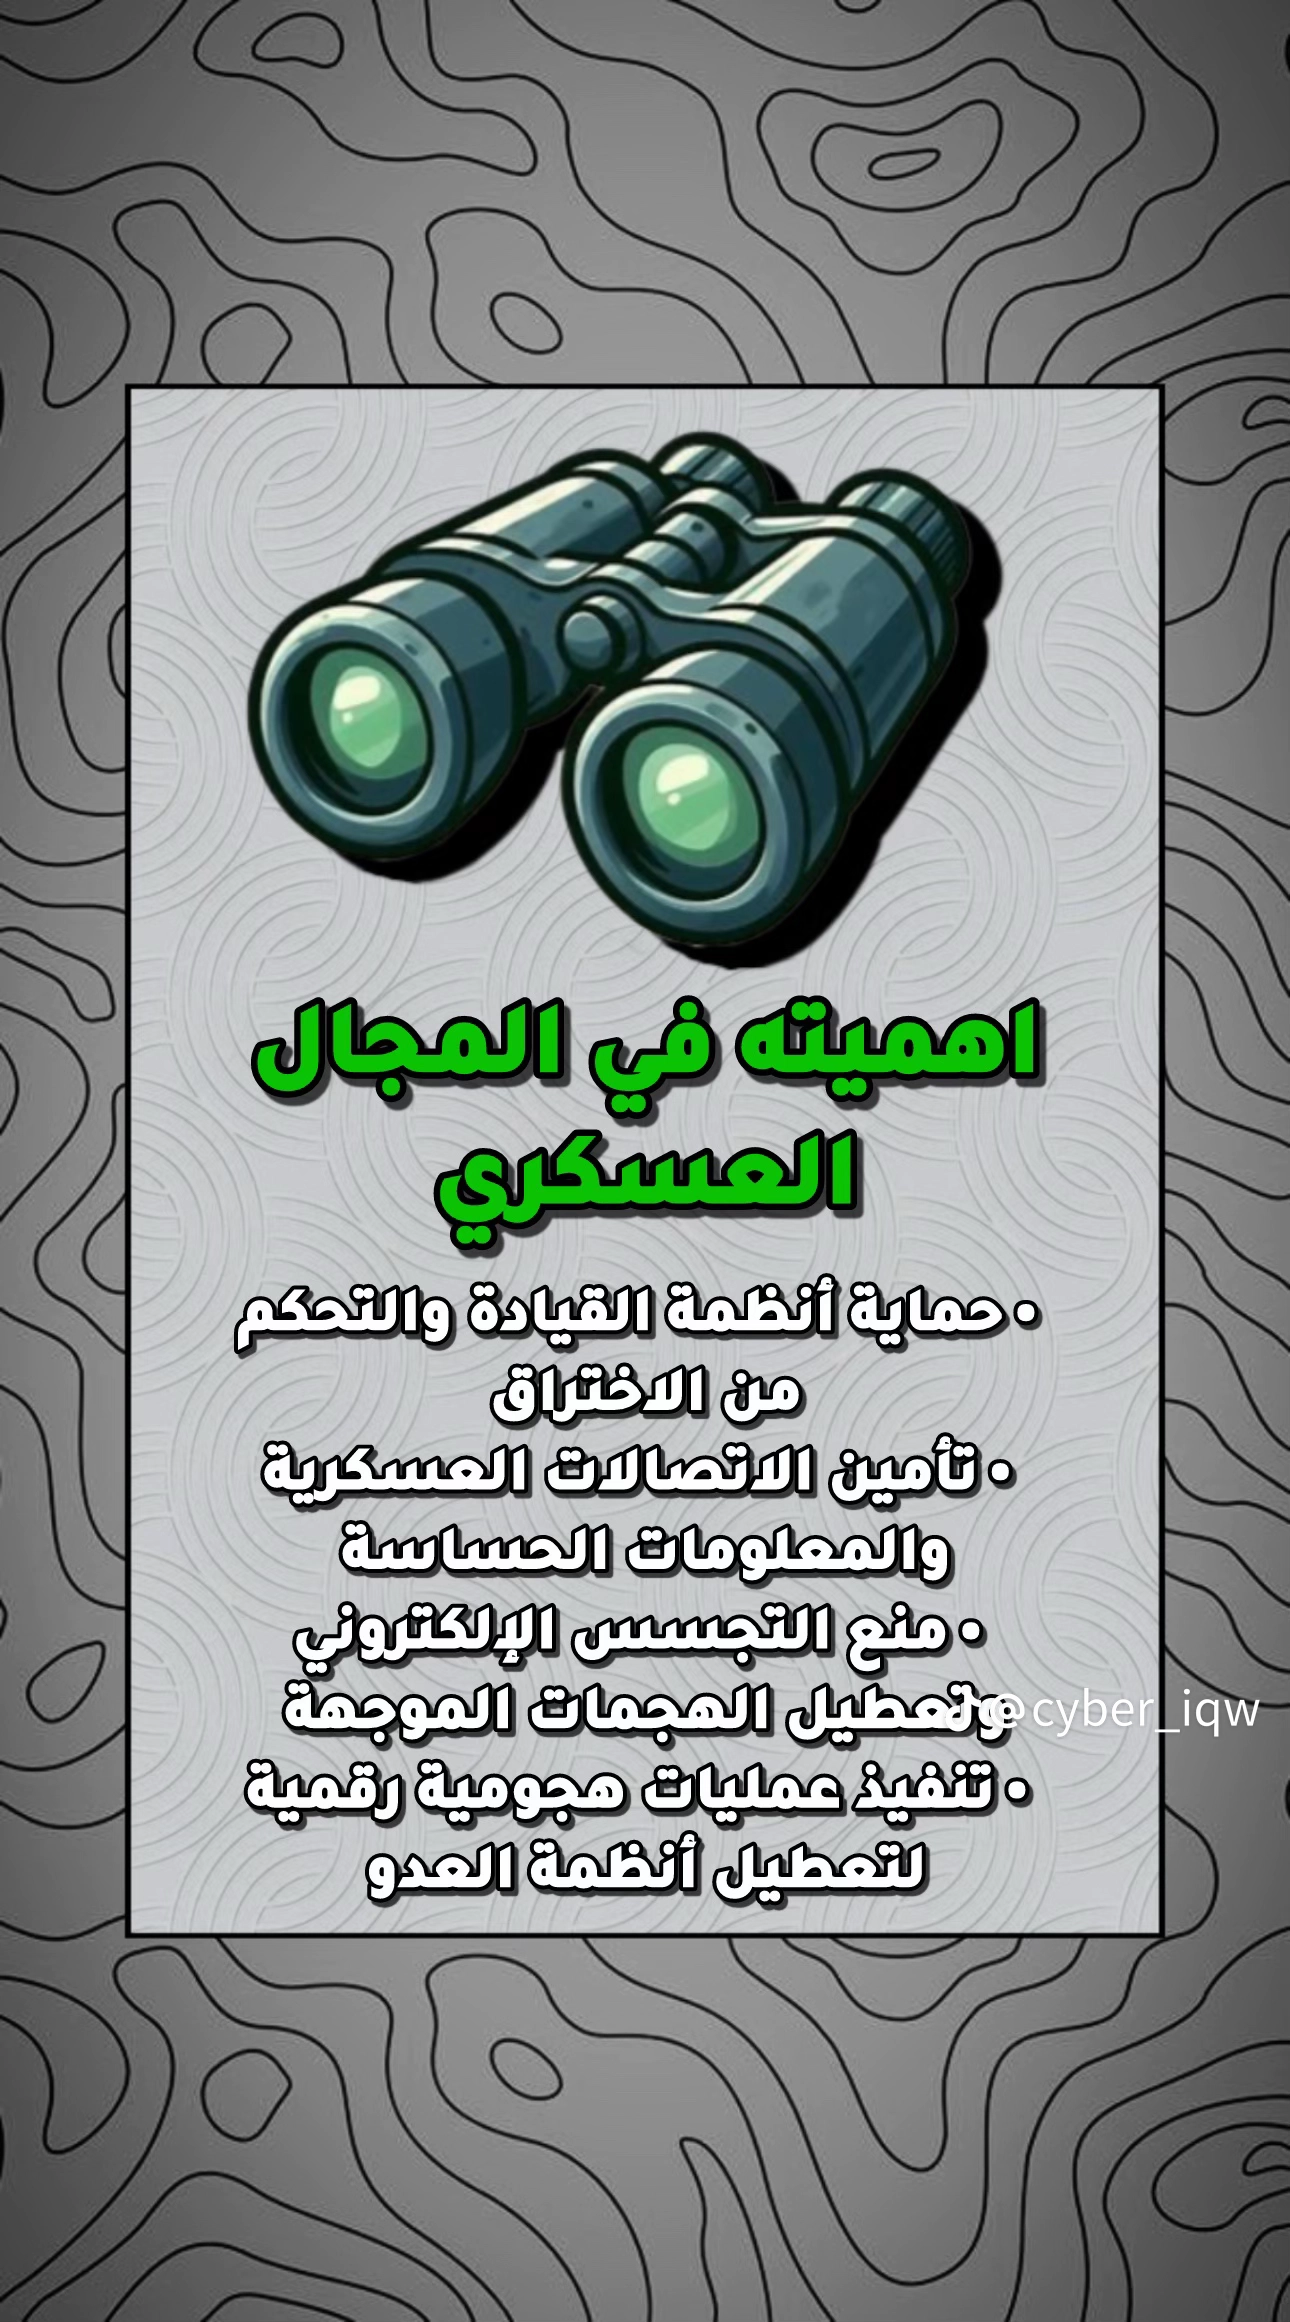 اهميته في المجال
العسكري
• حماية أنظمة القيادة والتحكم
من الاختراق
• تأمين الاتصالات العسكرية
والمعلومات الحساسة
• منع التجسس الإلكتروني
وتعطيل الهجمات الموجهة
@cyber_iqw
• تنفيذ عمليات هجومية رقمية
لتعطيل أنظمة العدو